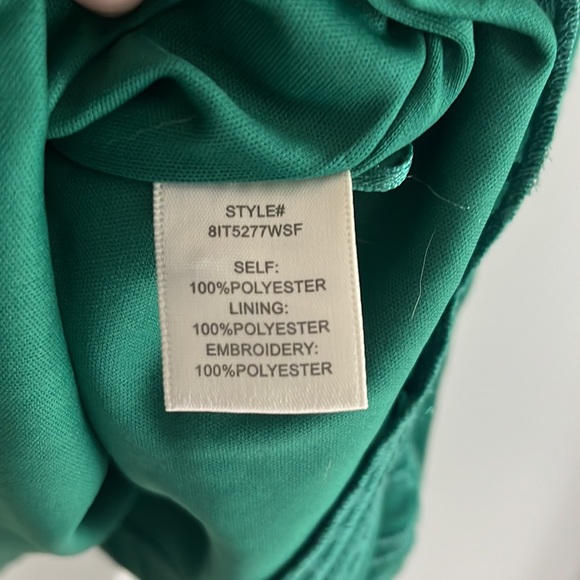 STYLE#
8IT5277WSF
SELF:
100%POLYESTER
LINING:
100%POLYESTER
EMBROIDERY:
100%POLYESTER